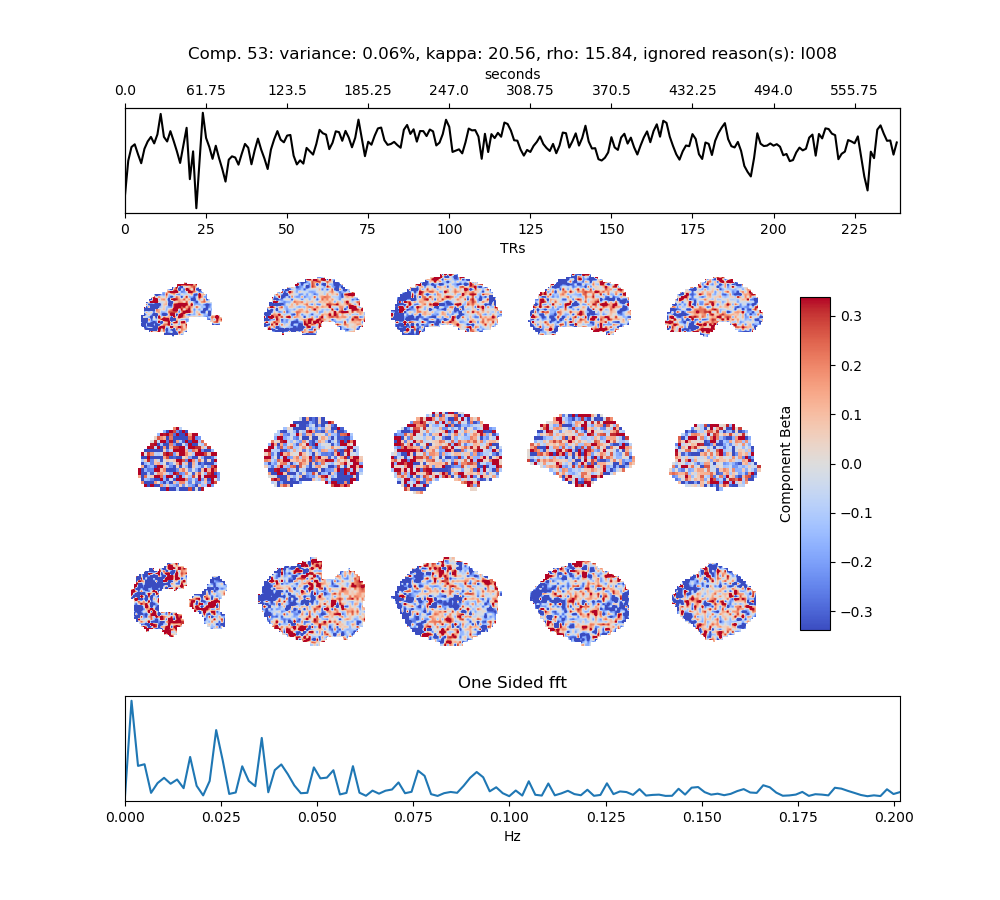 Comp. 53: variance: 0.06%, kappa: 20.56, rho: 15.84, ignored reason(s): I008
seconds
0.0 61.75 123.5 185.25 247.0 308.75 370.5 432.25 494.0 555.75
0 25 50 75 100 125 150 175 200 225
TRs
0.3
0.2
0.1
0.0
−0.1
−0.2
−0.3
Component Beta
One Sided fft
0.000 0.025 0.050 0.075 0.100 0.125 0.150 0.175 0.200
Hz